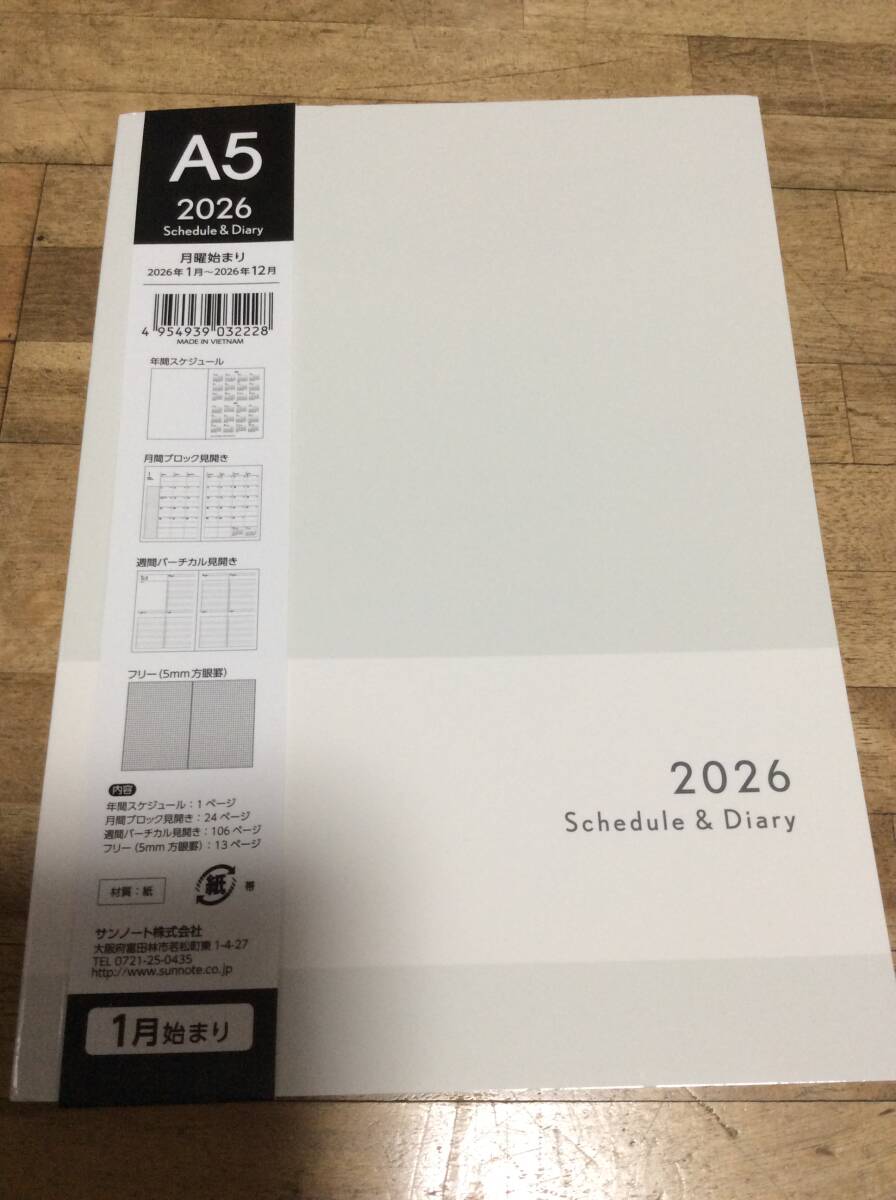 A5
2026
Schedule & Diary
月曜始まり
2026年1月～2026年12月
4 954939 032228
MADE IN VIETNAM
年間スケジュール
月間ブロック見開き
週間バーチカル見開き
フリー（5mm方眼罫）
内容
年間スケジュール：1ページ
月間ブロック見開き：24ページ
週間バーチカル見開き：106ページ
フリー（5mm方眼罫）：13ページ
材質：紙
紙 帯
サンノート株式会社
大阪府富田林市若松町東1-4-27
TEL 0721-25-0435
http://www.sunnote.co.jp
1月始まり
2026
Schedule & Diary